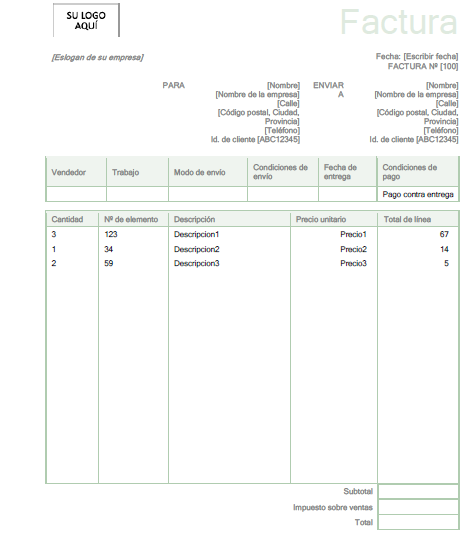 SU LOGO
AQUÍ
Factura
[Eslogan de su empresa]
Fecha: [Escribir fecha]
FACTURA Nº [100]
PARA [Nombre] ENVIAR [Nombre]
[Nombre de la empresa] A [Nombre de la empresa]
[Calle] [Calle]
[Código postal, Ciudad, [Código postal, Ciudad,
Provincia] Provincia]
[Teléfono] [Teléfono]
Id. de cliente [ABC12345] Id. de cliente [ABC12345]
Vendedor Trabajo Modo de envío Condiciones de envío Fecha de entrega Condiciones de pago
Pago contra entrega
Cantidad Nº de elemento Descripción Precio unitario Total de línea
3 123 Descripcion1 Precio1 67
1 34 Descripcion2 Precio2 14
2 59 Descripcion3 Precio3 5
Subtotal
Impuesto sobre ventas
Total